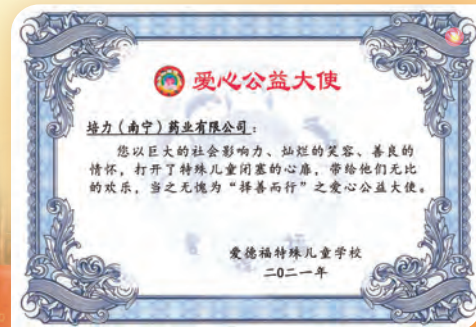 爱心公益大使
培力（南宁）药业有限公司：
您以巨大的社会影响力、灿烂的笑容、善良的
情怀，打开了特殊儿童闭塞的心扉，带给他们无比
的欢乐，当之无愧为“择善而行”之爱心公益大使。
爱德福特殊儿童学校
二〇二一年